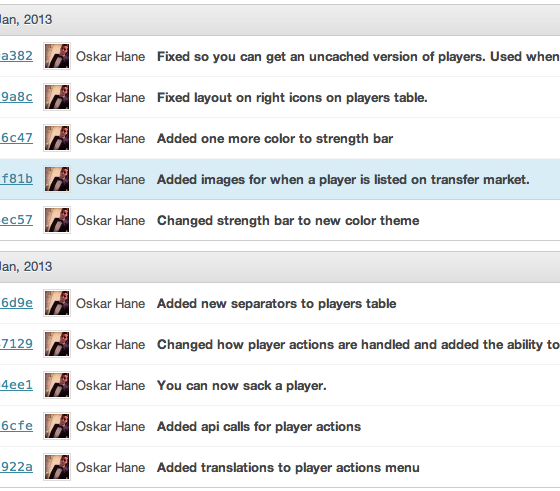 Jan, 2013
a382 Oskar Hane Fixed so you can get an uncached version of players. Used when
9a8c Oskar Hane Fixed layout on right icons on players table.
6c47 Oskar Hane Added one more color to strength bar
f81b Oskar Hane Added images for when a player is listed on transfer market.
ec57 Oskar Hane Changed strength bar to new color theme
Jan, 2013
6d9e Oskar Hane Added new separators to players table
7129 Oskar Hane Changed how player actions are handled and added the ability to
4ee1 Oskar Hane You can now sack a player.
6cfe Oskar Hane Added api calls for player actions
922a Oskar Hane Added translations to player actions menu